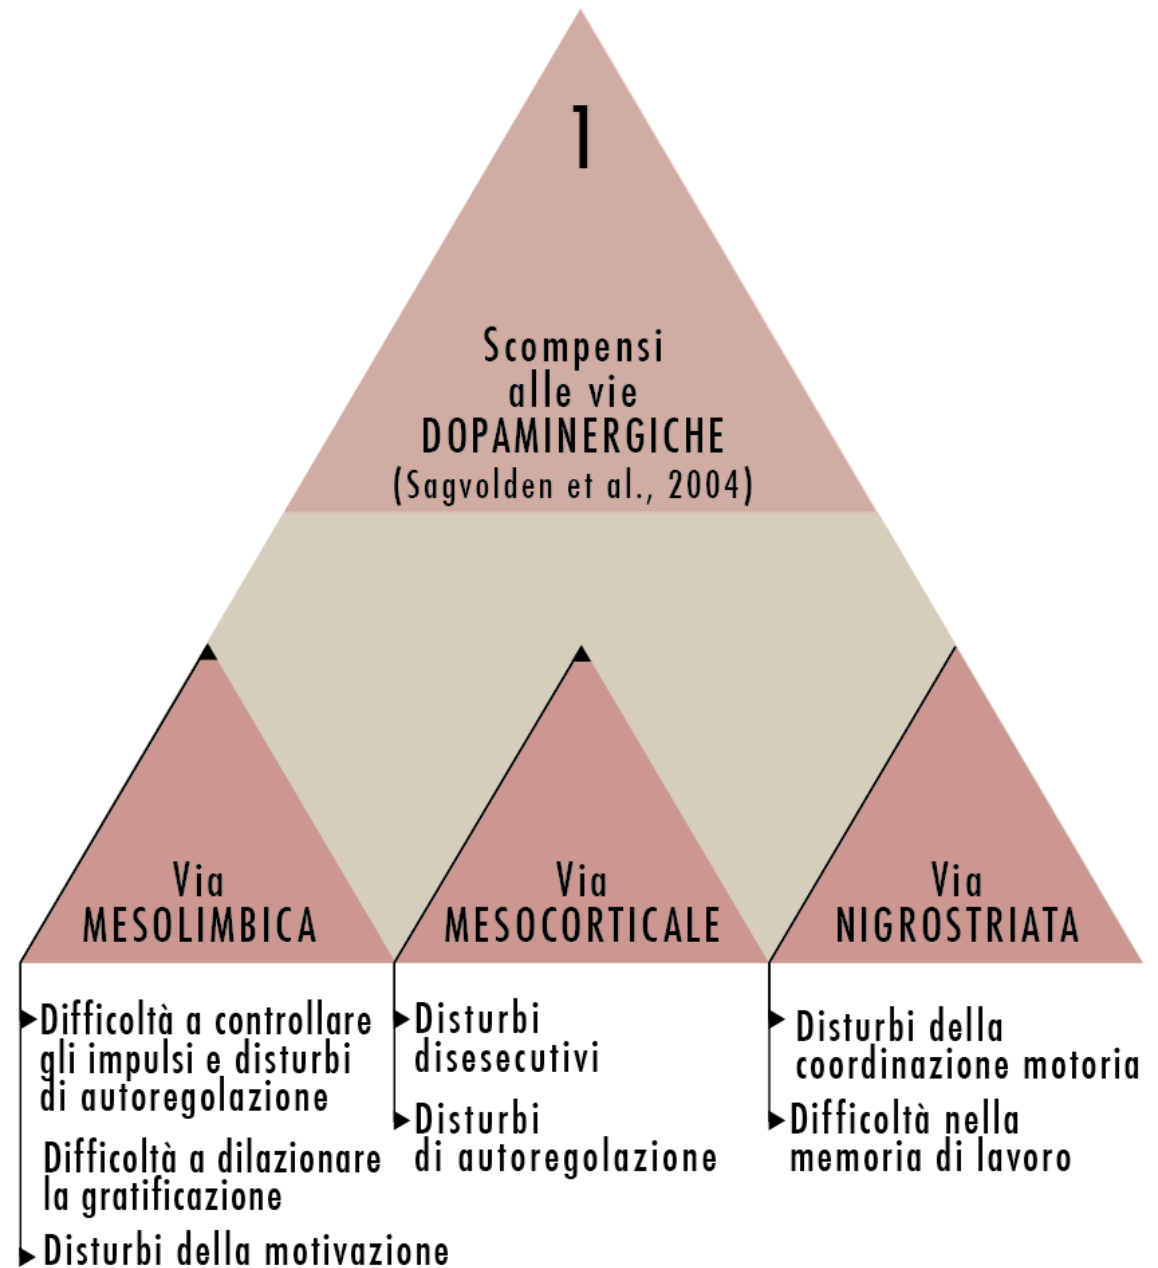 1
Scompensi
alle vie
DOPAMINERGICHE
(Sagvolden et al., 2004)
Via
MESOLIMBICA
Difficoltà a controllare
gli impulsi e disturbi
di autoregolazione
Difficoltà a dilazionare
la gratificazione
Disturbi della motivazione
Via
MESOCORTICALE
Disturbi
disesecutivi
Disturbi
di autoregolazione
Via
NIGROSTRIATA
Disturbi della
coordinazione motoria
Difficoltà nella
memoria di lavoro